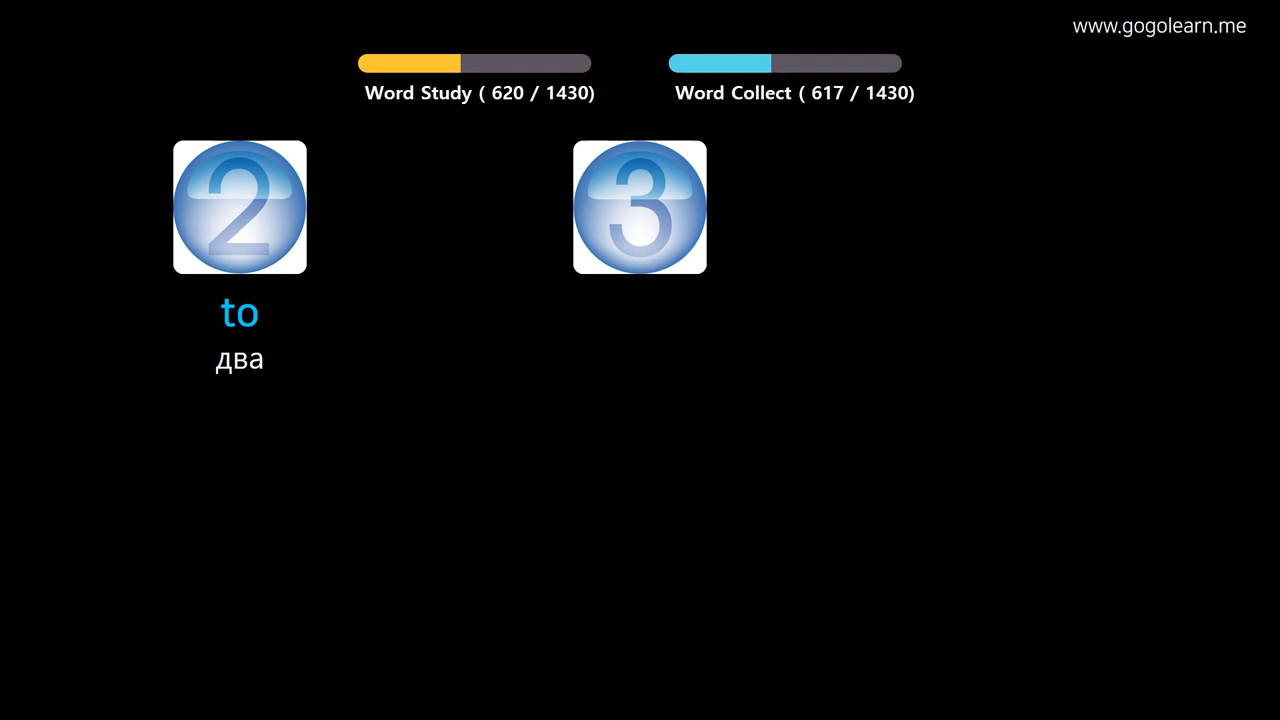 www.gogolearn.me
Word Study ( 620 / 1430)
Word Collect ( 617 / 1430)
2
3
to
два